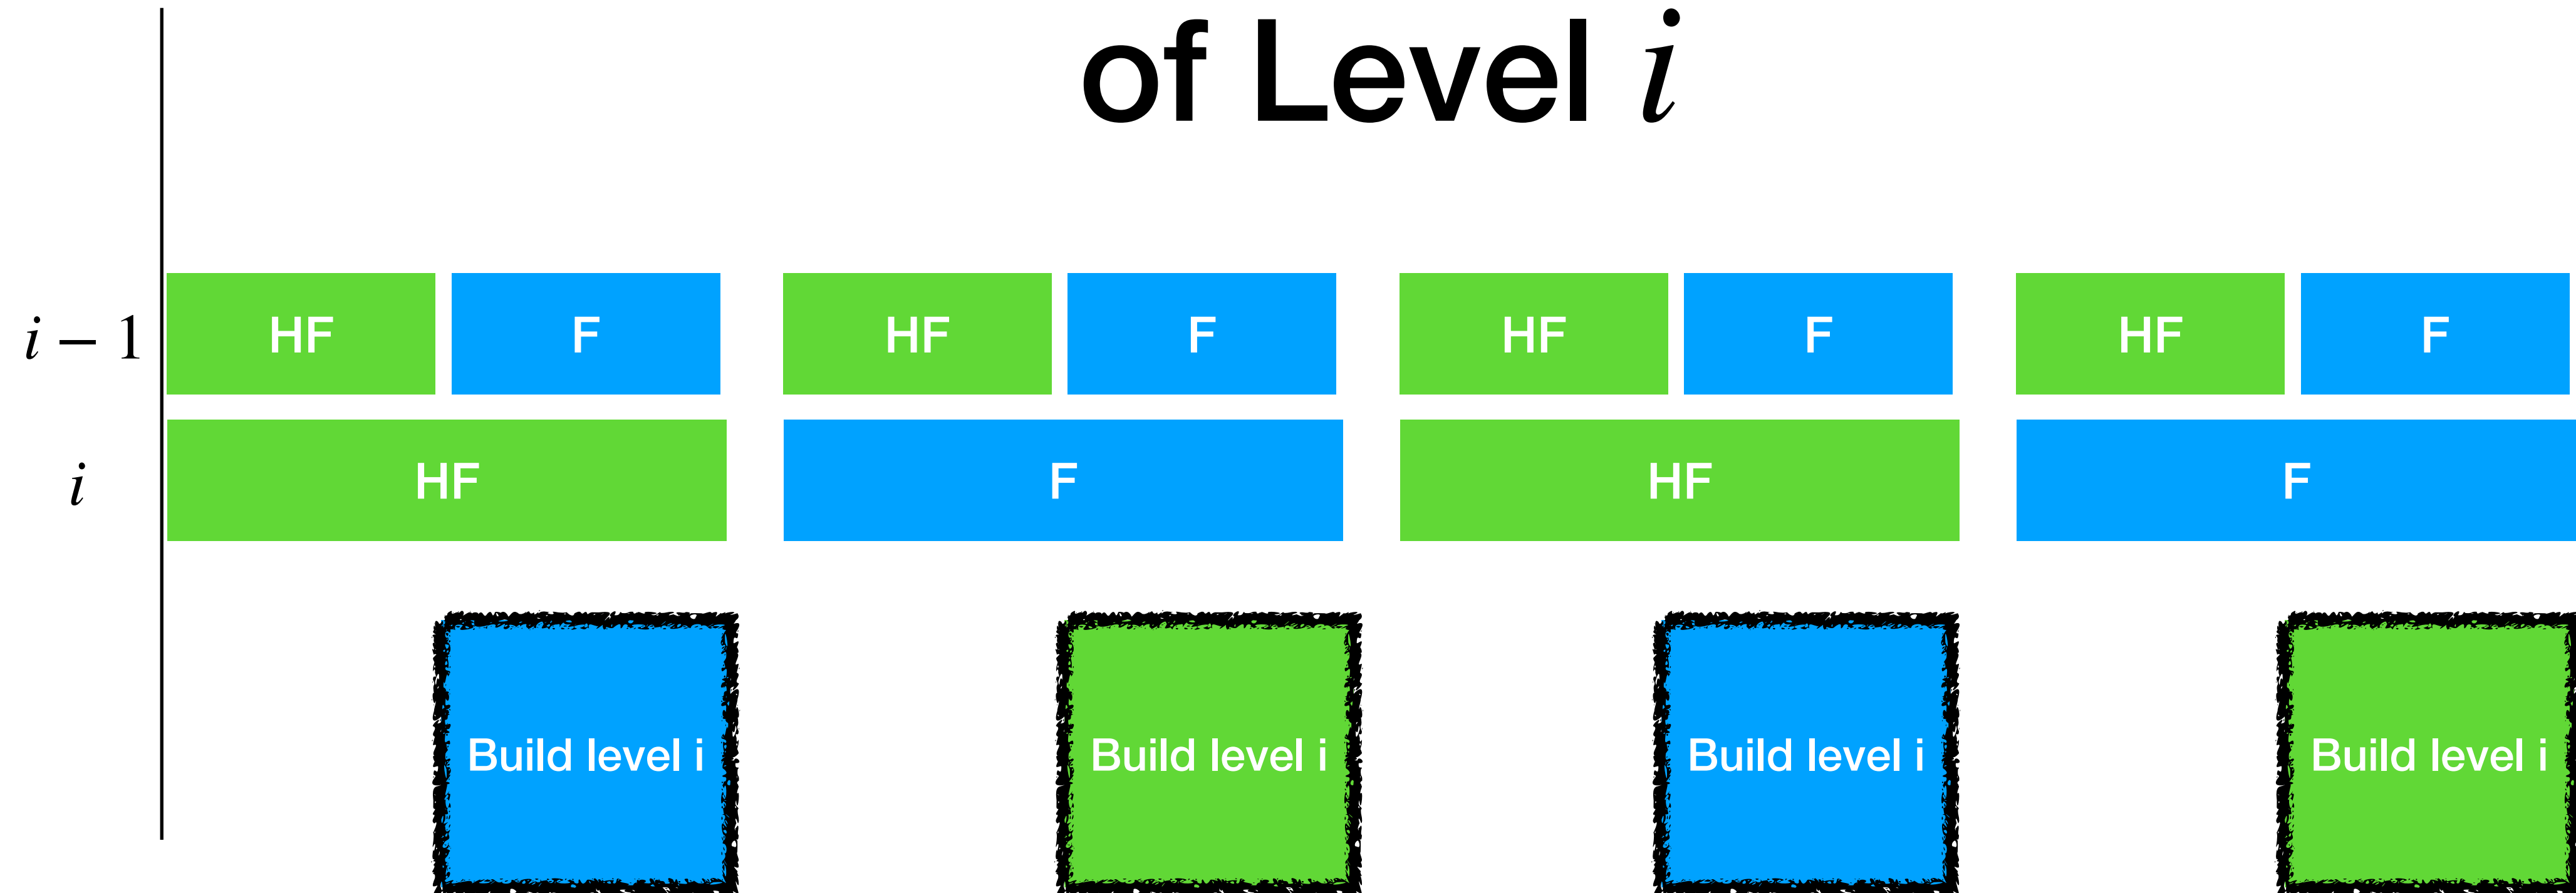 of Level i
i − 1 HF F HF F HF F HF F
i HF F HF F
Build level i Build level i Build level i Build level i